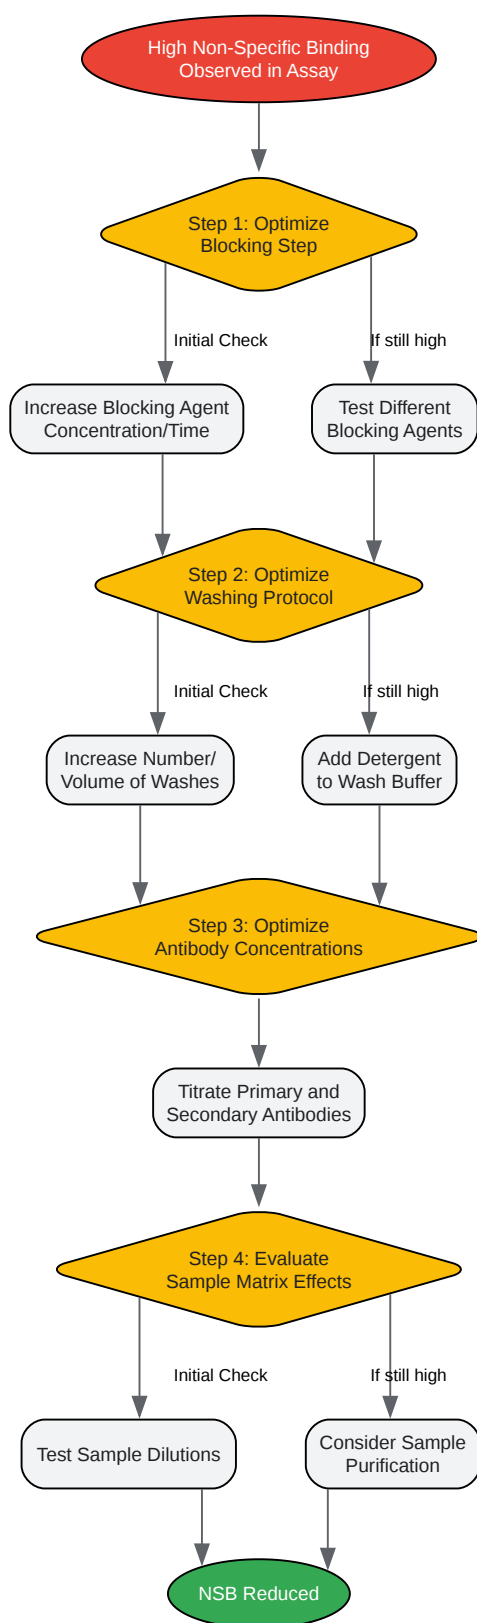 High Non-Specific Binding
Observed in Assay
Step 1: Optimize
Blocking Step
Initial Check
If still high
Increase Blocking Agent
Concentration/Time
Test Different
Blocking Agents
Step 2: Optimize
Washing Protocol
Initial Check
If still high
Increase Number/
Volume of Washes
Add Detergent
to Wash Buffer
Step 3: Optimize
Antibody Concentrations
Titrate Primary and
Secondary Antibodies
Step 4: Evaluate
Sample Matrix Effects
Initial Check
If still high
Test Sample Dilutions
Consider Sample
Purification
NSB Reduced